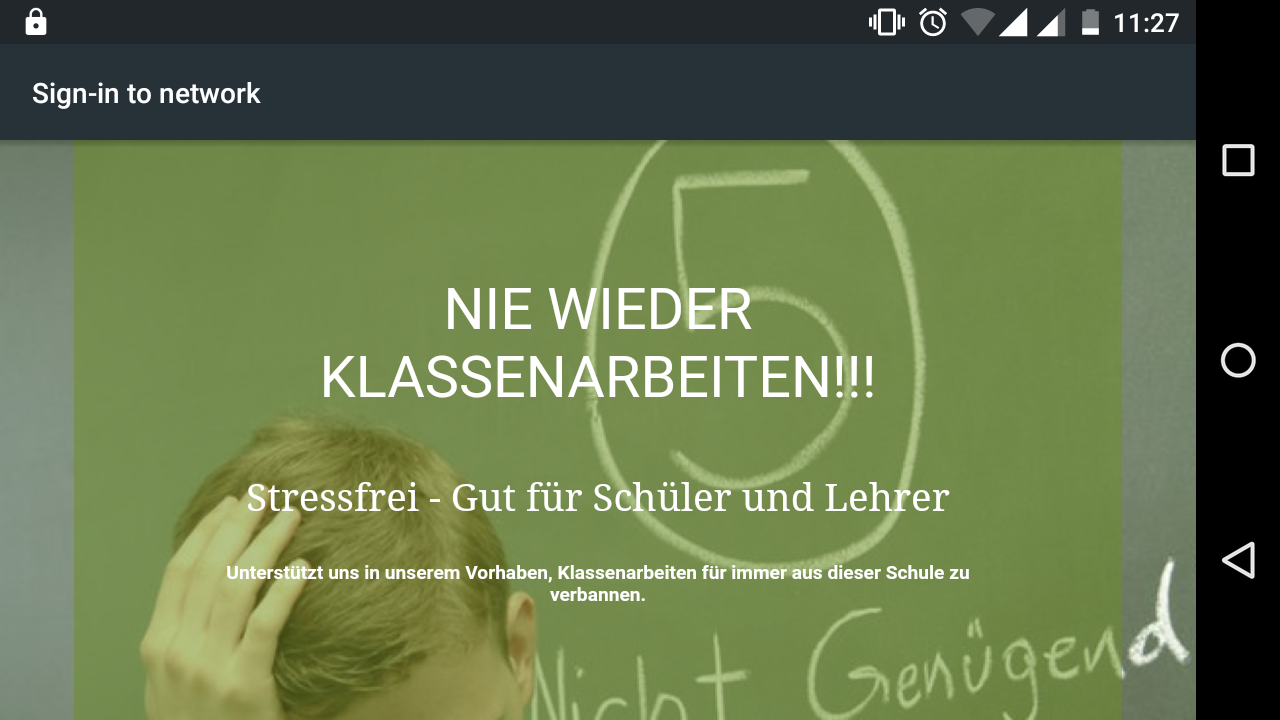 11:27
Sign-in to network
5
NIE WIEDER
KLASSENARBEITEN!!!
Stressfrei - Gut für Schüler und Lehrer
Unterstützt uns in unserem Vorhaben, Klassenarbeiten für immer aus dieser Schule zu
verbannen.
Nicht Genügend